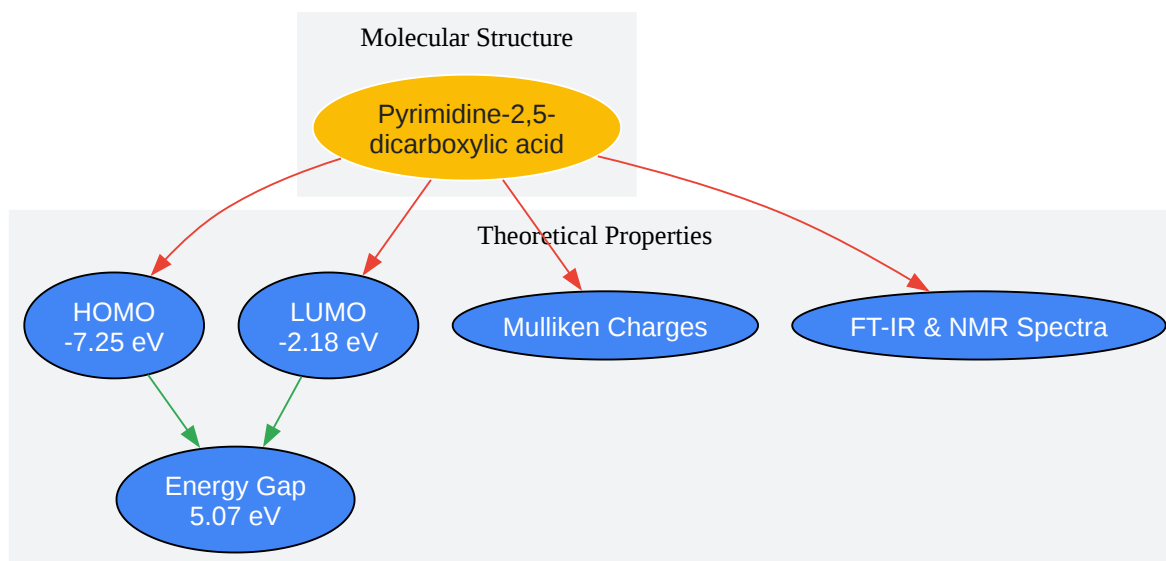 Molecular Structure
Pyrimidine-2,5-
dicarboxylic acid
Theoretical Properties
HOMO
-7.25 eV
LUMO
-2.18 eV
Mulliken Charges
FT-IR & NMR Spectra
Energy Gap
5.07 eV